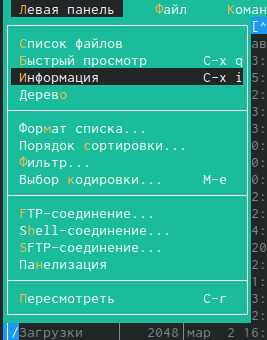 Левая панель Файл Коман
Список файлов
Быстрый просмотр C-x q
Информация C-x i
Дерево
Формат списка...
Порядок сортировки...
Фильтр...
Выбор кодировки... M-e
FTP-соединение...
Shell-соединение...
SFTP-соединение...
Панелизация
Пересмотреть C-r
/Загрузки 2048 мар 2 16: